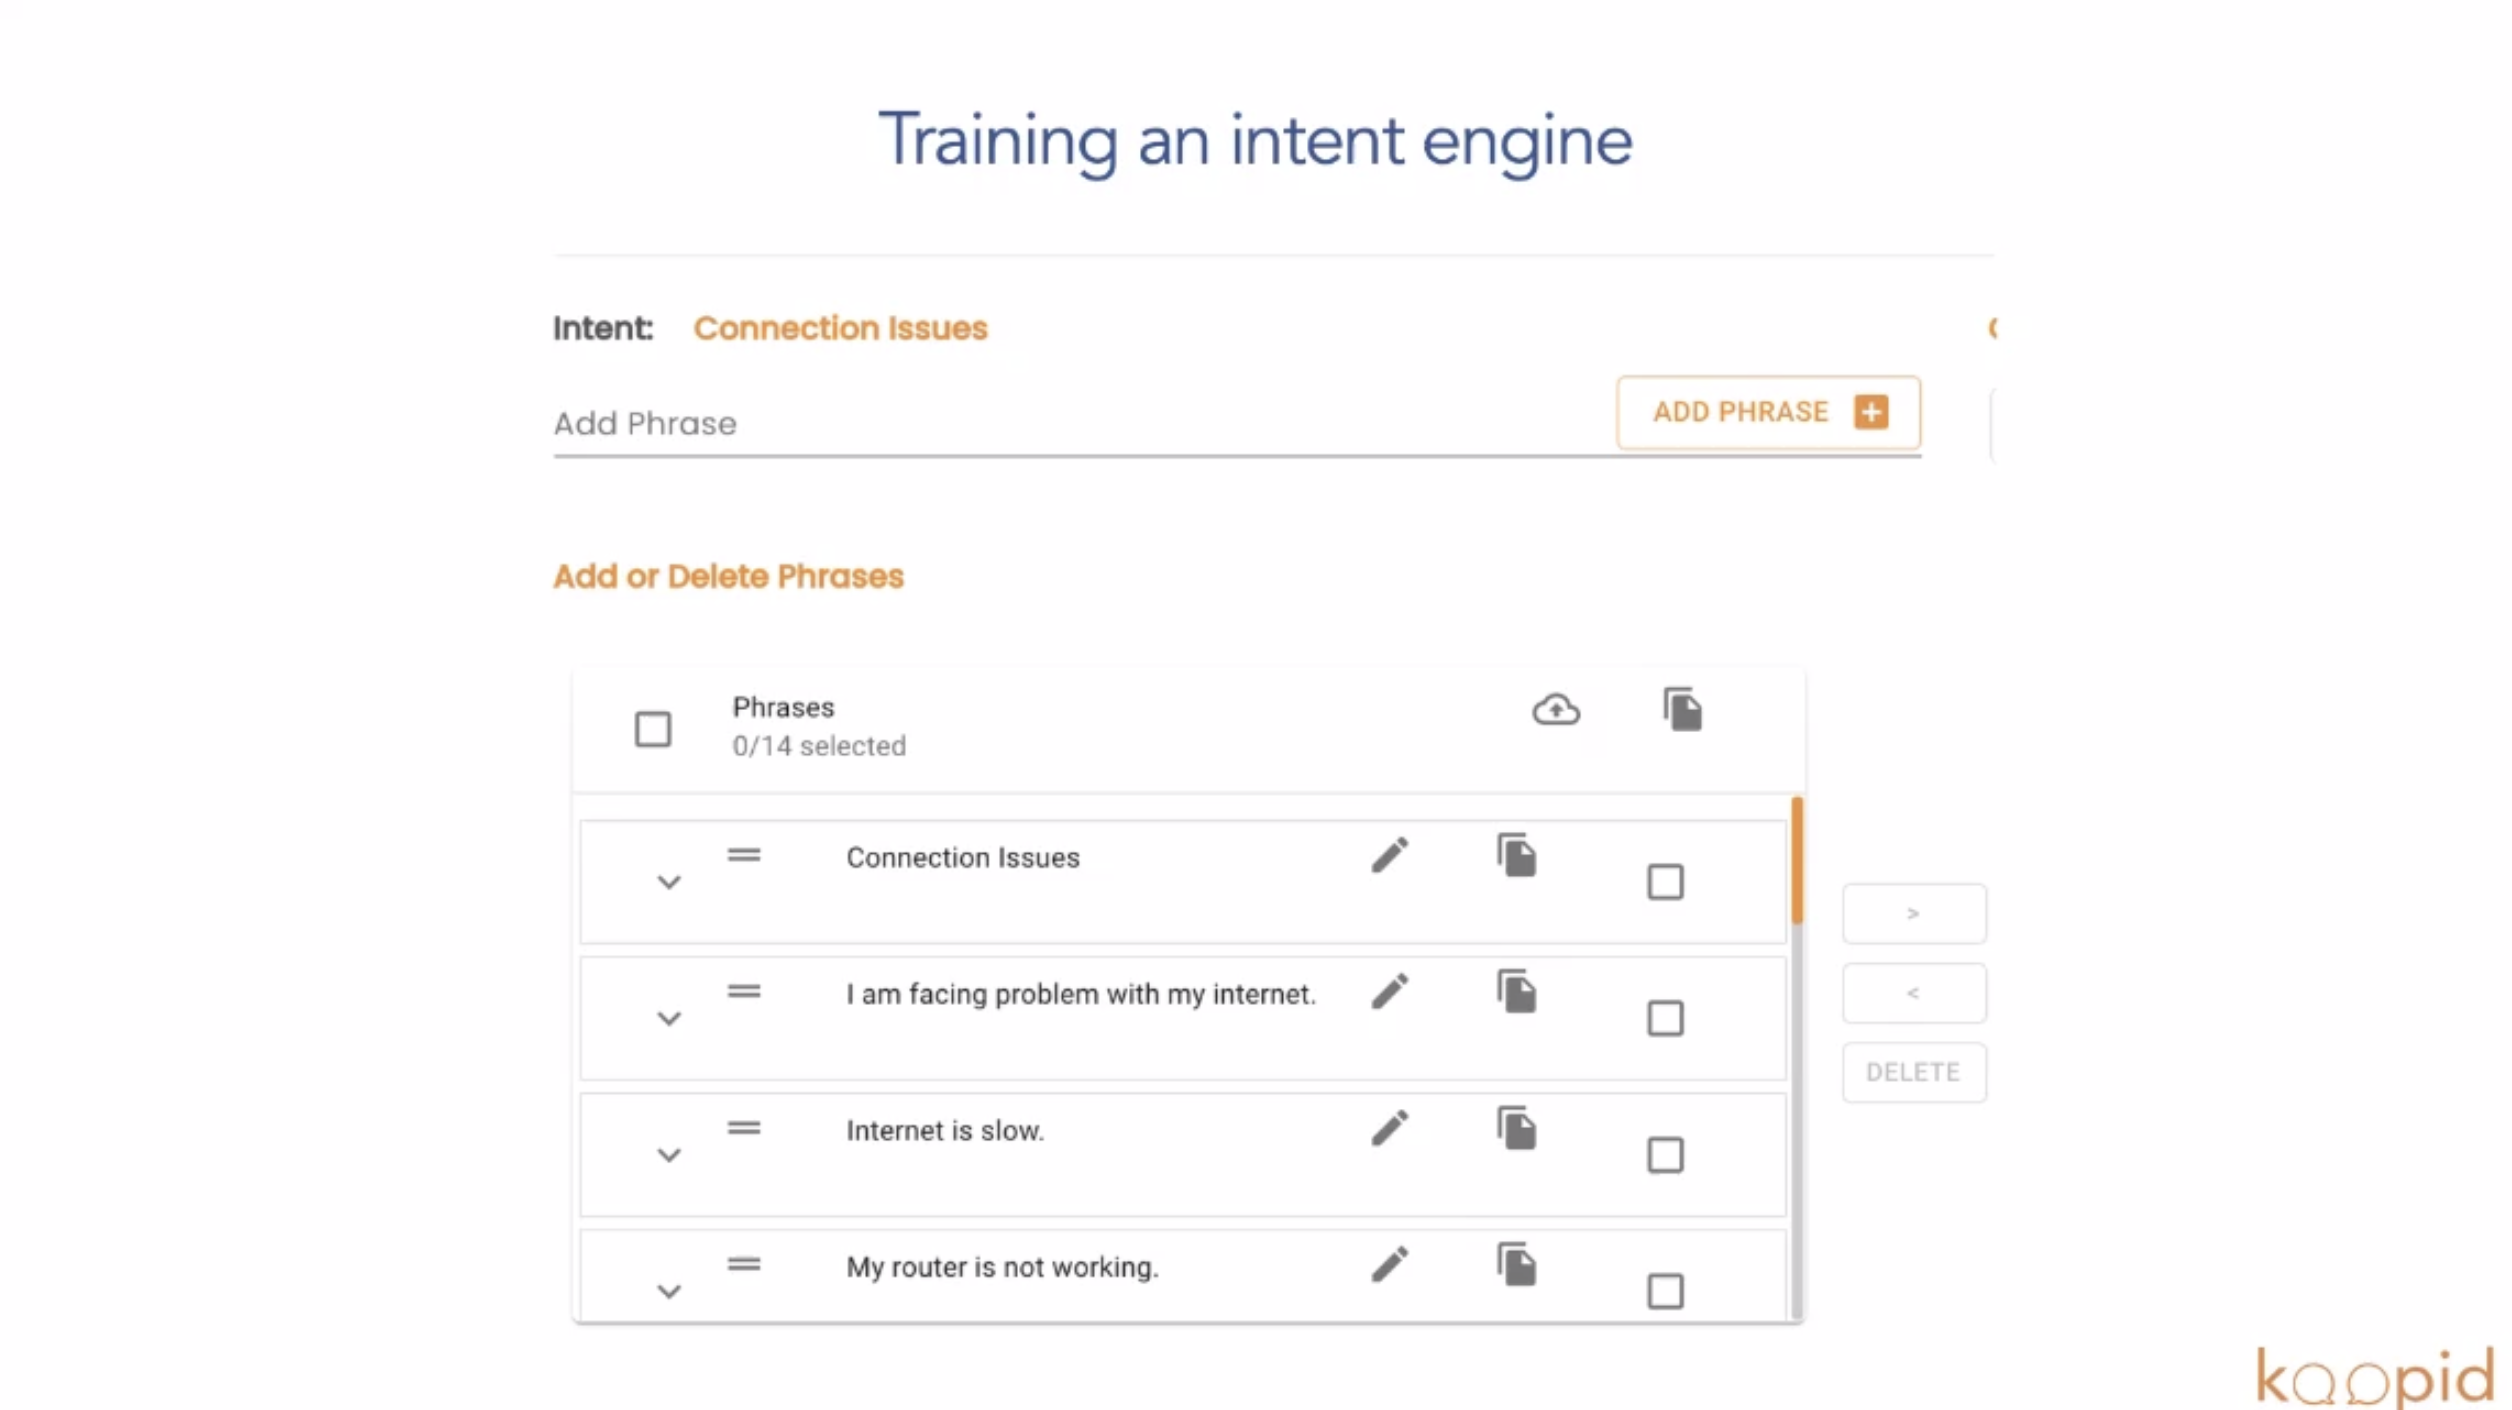 Training an intent engine
Intent: Connection Issues
Add Phrase
ADD PHRASE
Add or Delete Phrases
Phrases
0/14 selected
Connection Issues
I am facing problem with my internet.
Internet is slow.
My router is not working.
>
<
DELETE
koopid